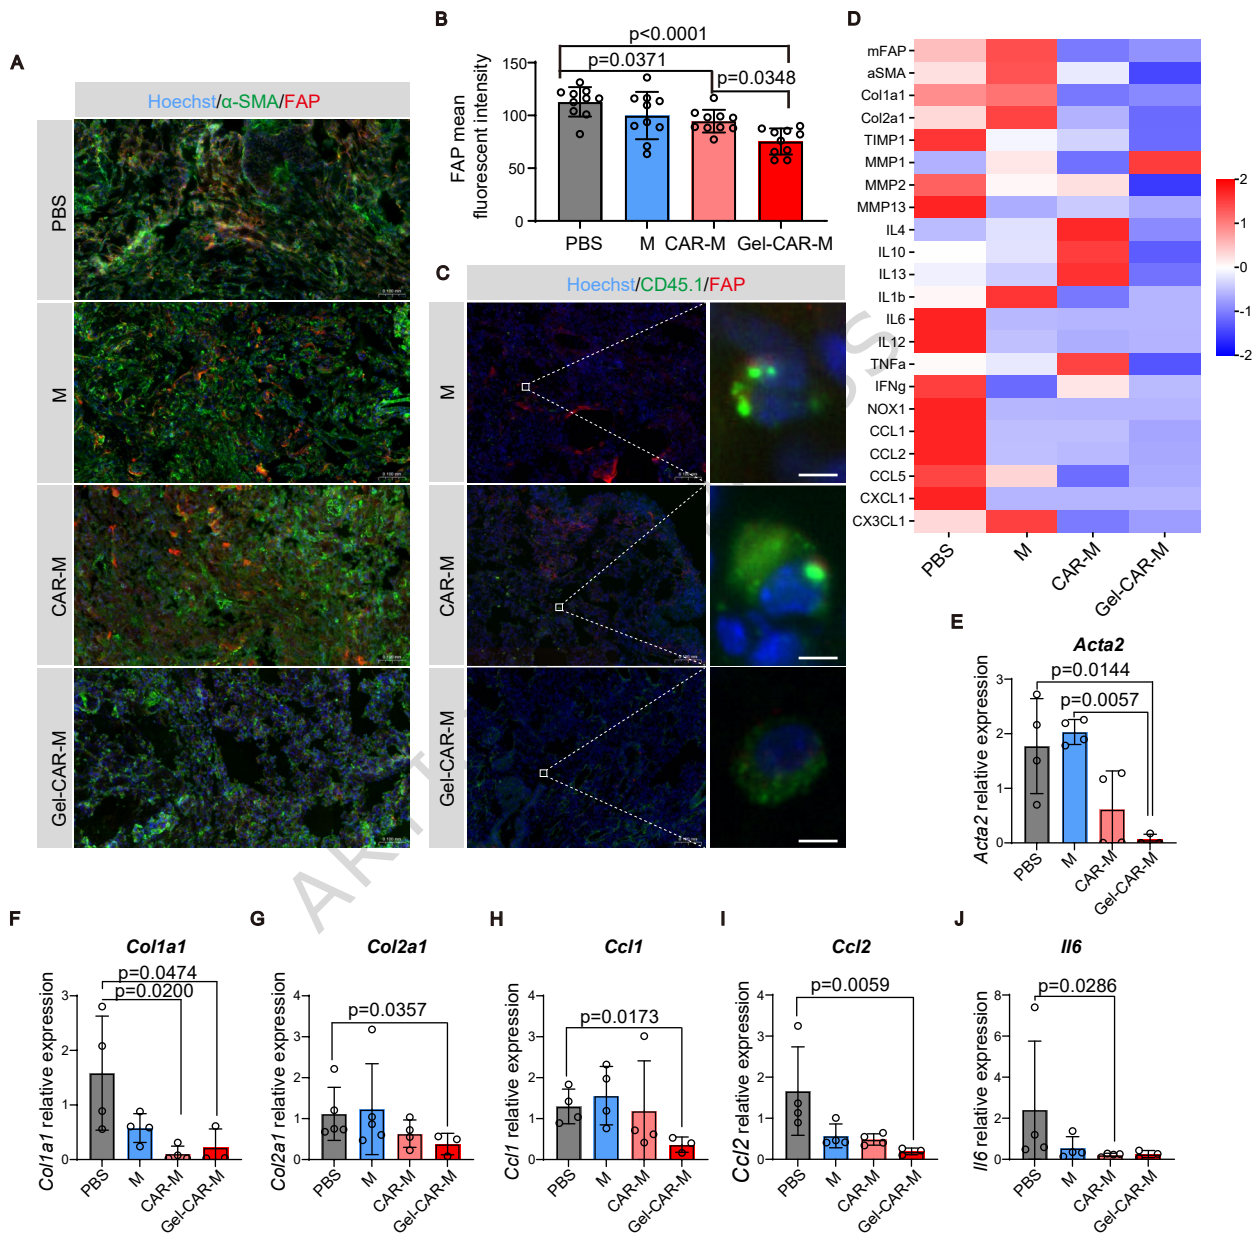 A
Hoechst/α-SMA/FAP
PBS
M
CAR-M
Gel-CAR-M
B
p<0.0001
p=0.0371
p=0.0348
FAP mean
fluorescent intensity
150
100
50
0
PBS
M
CAR-M
Gel-CAR-M
C
Hoechst/CD45.1/FAP
M
CAR-M
Gel-CAR-M
D
mFAP
aSMA
Col1a1
Col2a1
TIMP1
MMP1
MMP2
MMP13
IL4
IL10
IL13
IL1b
IL6
IL12
TNFa
IFNg
NOX1
CCL1
CCL2
CCL5
CXCL1
CX3CL1
PBS
M
CAR-M
Gel-CAR-M
2
1
0
-1
-2
E
Acta2
p=0.0144
p=0.0057
Acta2 relative expression
3
2
1
0
PBS
M
CAR-M
Gel-CAR-M
F
Col1a1
p=0.0474
p=0.0200
Col1a1 relative expression
3
2
1
0
PBS
M
CAR-M
Gel-CAR-M
G
Col2a1
p=0.0357
Col2a1 relative expression
4
3
2
1
0
PBS
M
CAR-M
Gel-CAR-M
H
Ccl1
p=0.0173
Ccl1 relative expression
4
3
2
1
0
PBS
M
CAR-M
Gel-CAR-M
I
Ccl2
p=0.0059
Ccl2 relative expression
4
3
2
1
0
PBS
M
CAR-M
Gel-CAR-M
J
Il6
p=0.0286
Il6 relative expression
8
6
4
2
0
PBS
M
CAR-M
Gel-CAR-M